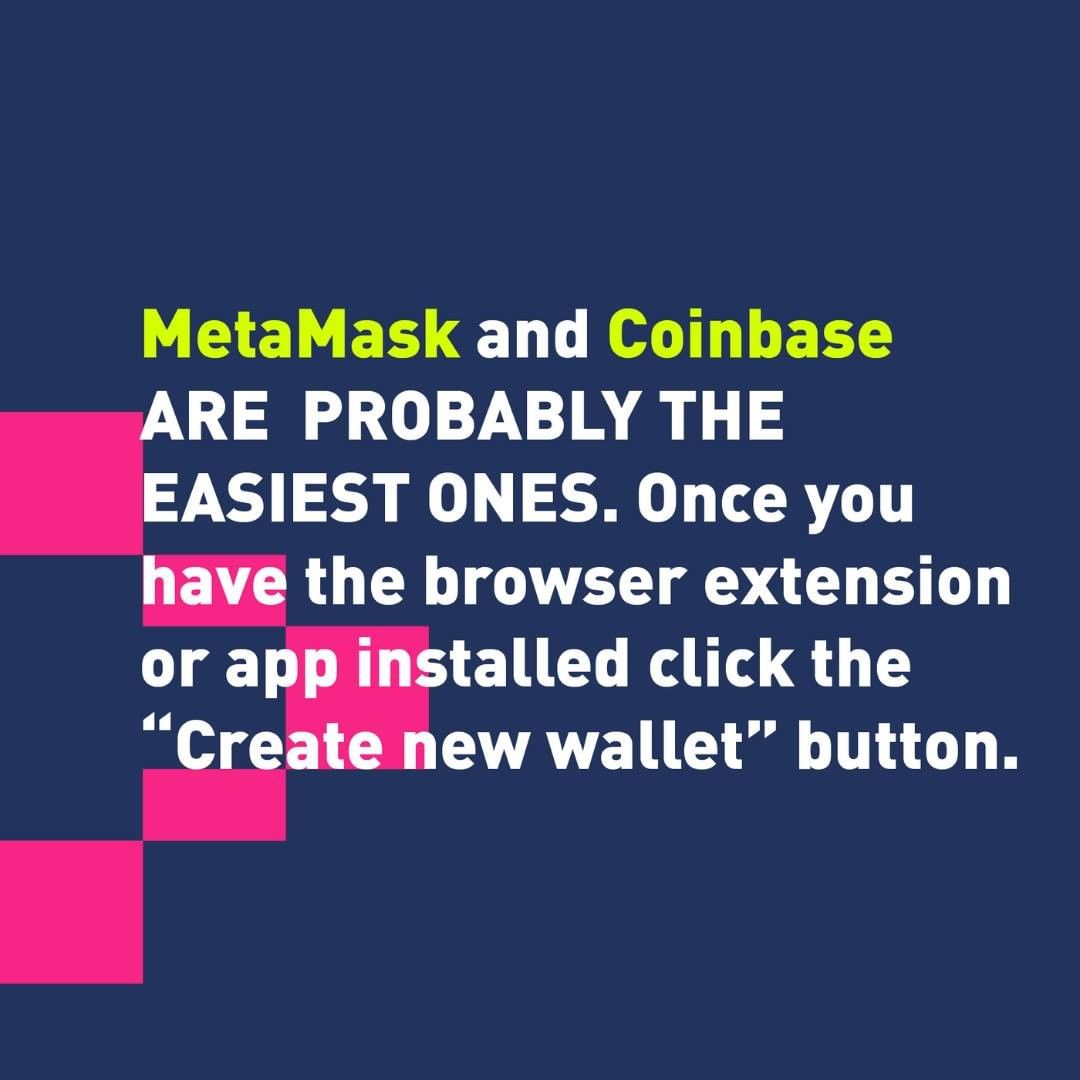 MetaMask and Coinbase
ARE  PROBABLY THE
EASIEST ONES. Once you
have the browser extension
or app installed click the
“Create new wallet” button.